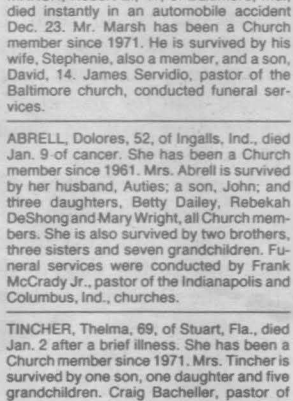 died instantly in an automobile accident
Dec. 23. Mr. Marsh has been a Church
member since 1971. He is survived by his
wife, Stephenie, also a member, and a son,
David, 14. James Servidio, pastor of the
Baltimore church, conducted funeral ser-
vices.
ABRELL, Dolores, 52, of Ingalls, Ind., died
Jan. 9 of cancer. She has been a Church
member since 1961. Mrs. Abrell is survived
by her husband, Auties; a son, John; and
three daughters, Betty Dailey, Rebekah
DeShong and Mary Wright, all Church mem-
bers. She is also survived by two brothers,
three sisters and seven grandchildren. Fu-
neral services were conducted by Frank
McCrady Jr., pastor of the Indianapolis and
Columbus, Ind., churches.
TINCHER, Thelma, 69, of Stuart, Fla., died
Jan. 2 after a brief illness. She has been a
Church member since 1971. Mrs. Tincher is
survived by one son, one daughter and five
grandchildren. Craig Bacheller, pastor of